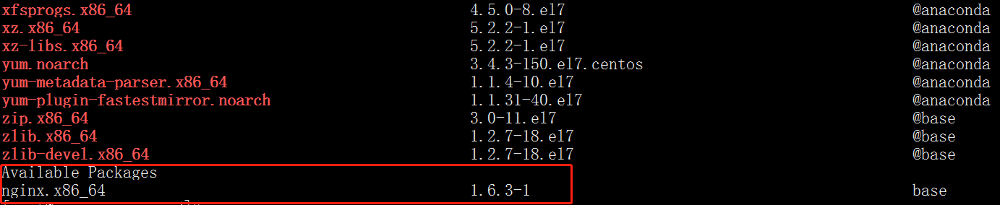 xfsprogs.x86_64 4.5.0-8.el7 @anaconda
xz.x86_64 5.2.2-1.el7 @anaconda
xz-libs.x86_64 5.2.2-1.el7 @anaconda
yum.noarch 3.4.3-150.el7.centos @anaconda
yum-metadata-parser.x86_64 1.1.4-10.el7 @anaconda
yum-plugin-fastestmirror.noarch 1.1.31-40.el7 @anaconda
zip.x86_64 3.0-11.el7 @base
zlib.x86_64 1.2.7-18.el7 @base
zlib-devel.x86_64 1.2.7-18.el7 @base
Available Packages
nginx.x86_64 1.6.3-1 base